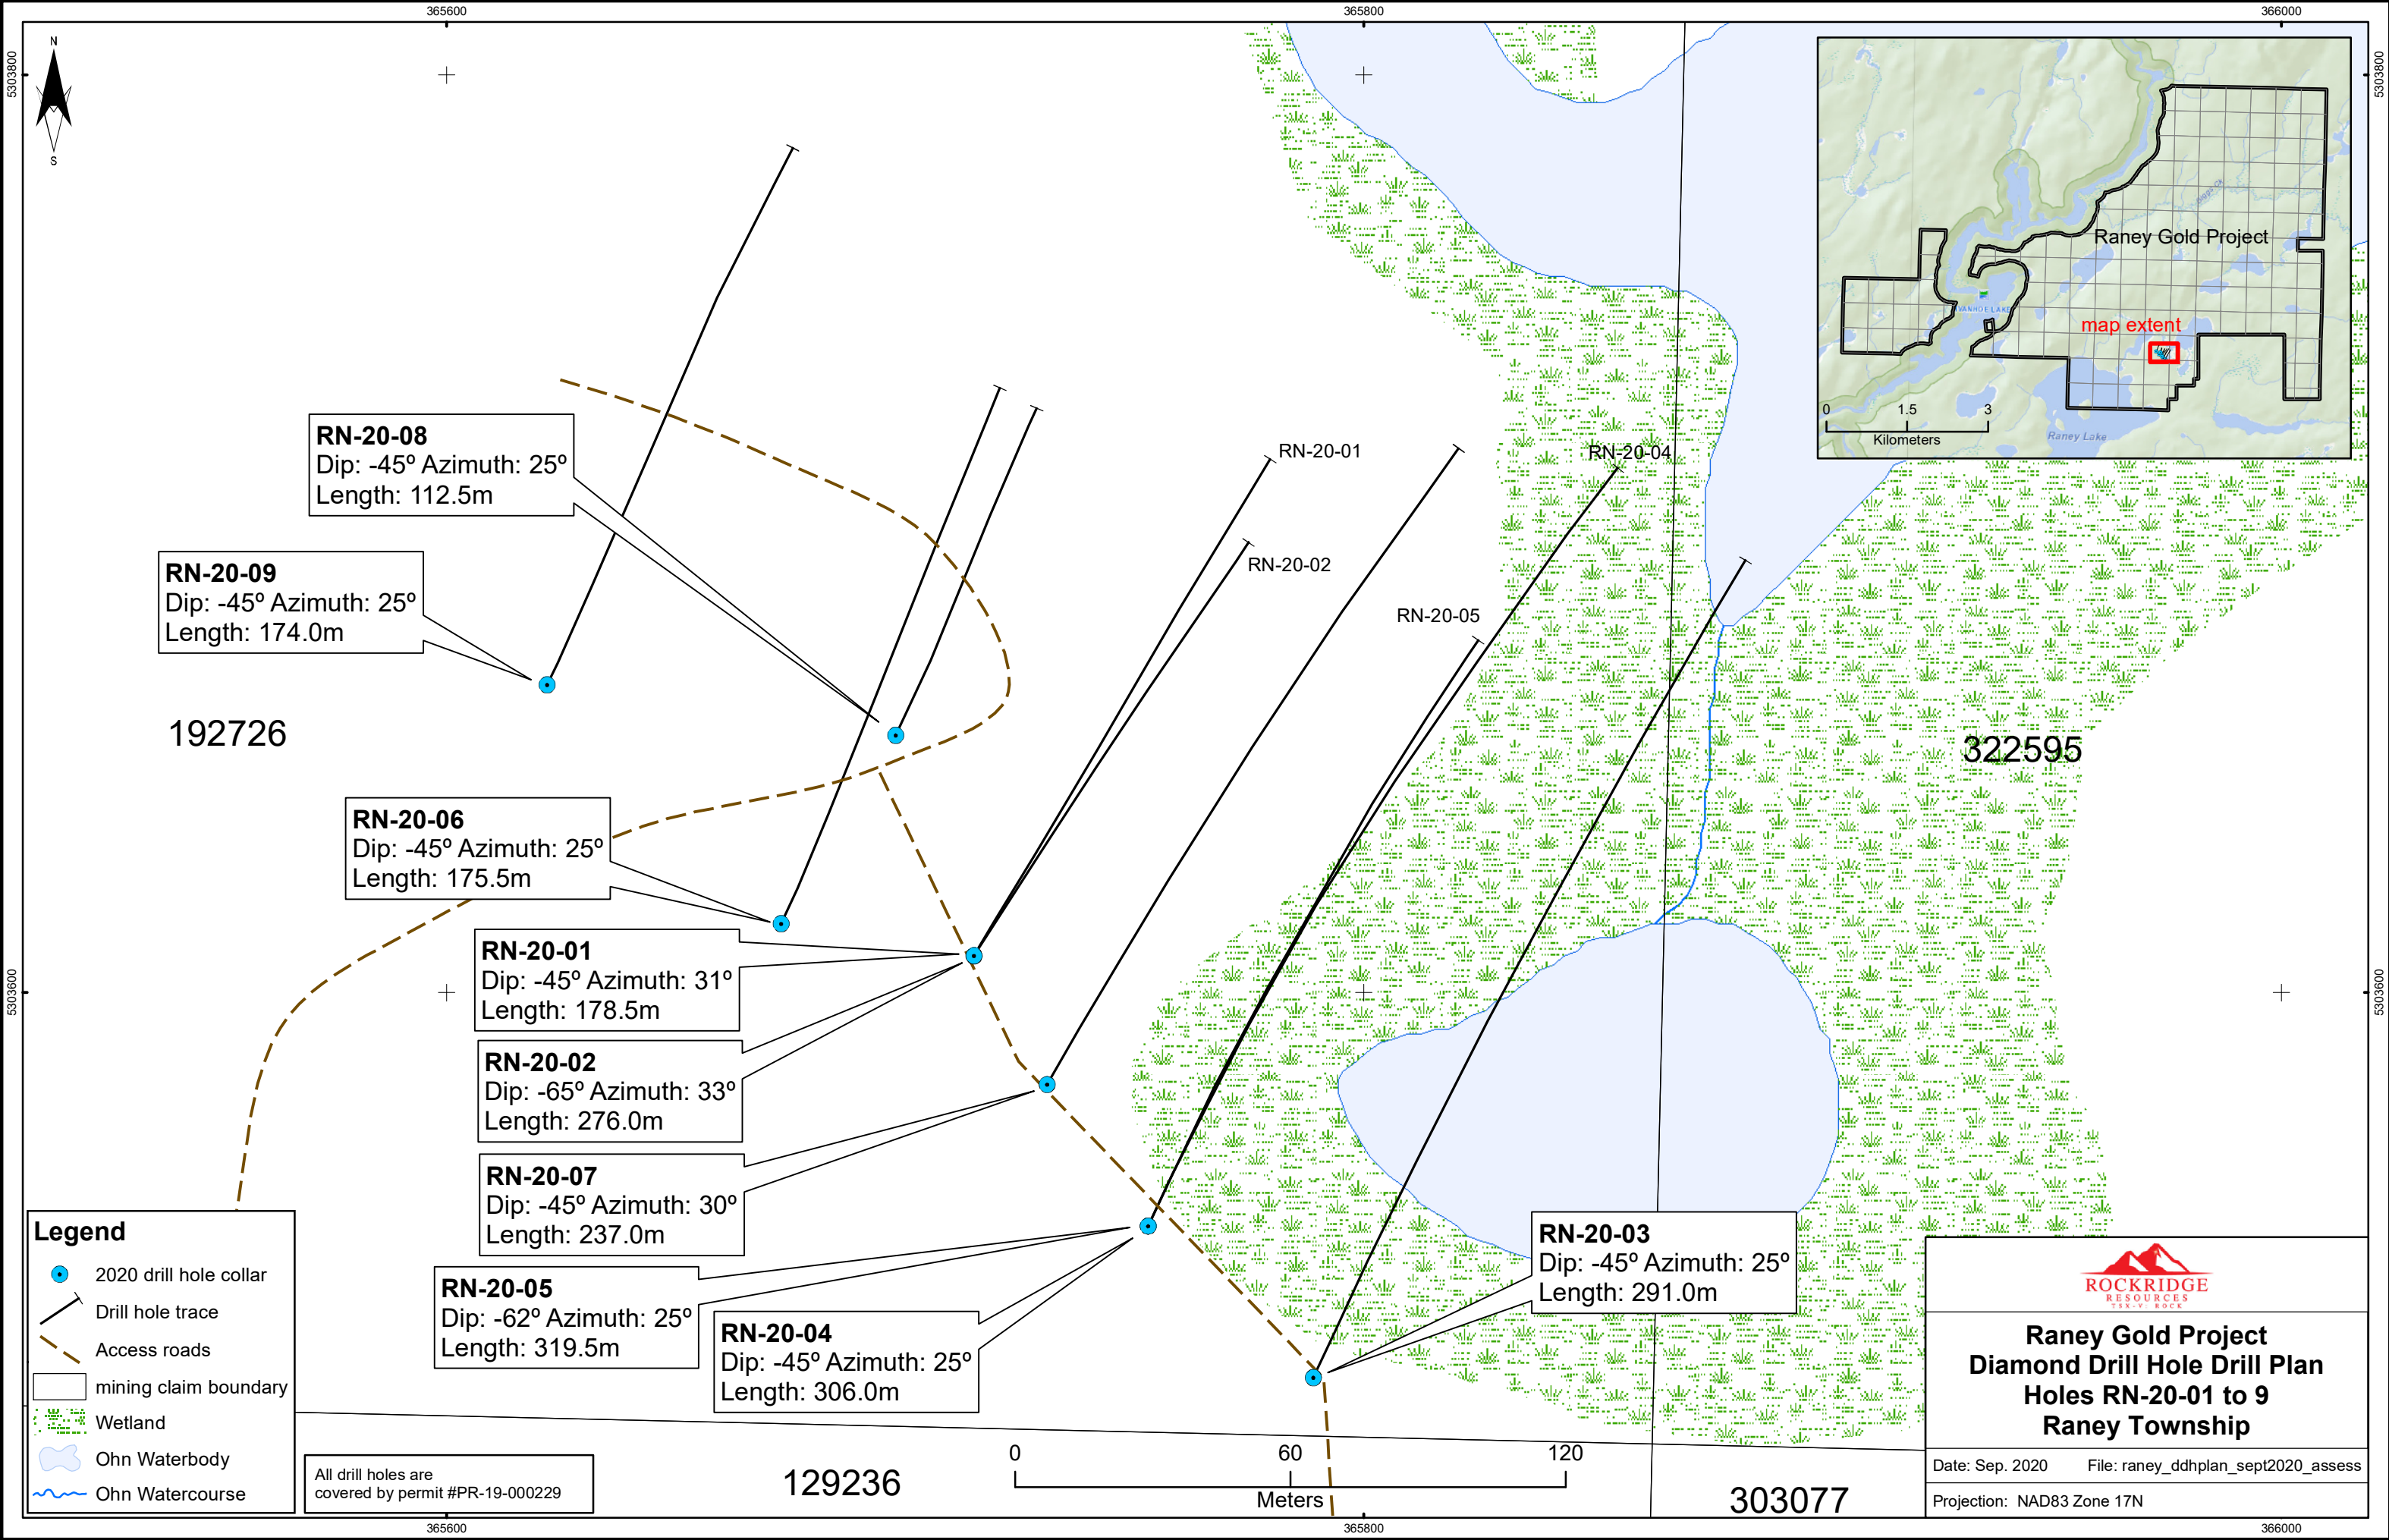 365600
365800
366000
5303800
5303800
N
S
Raney Gold Project
IVANHOE LAKE
map extent
0
1.5
3
Kilometers
Raney Lake
RN-20-08
Dip: -45º Azimuth: 25º
Length: 112.5m
RN-20-01
RN-20-04
RN-20-02
RN-20-09
Dip: -45º Azimuth: 25º
Length: 174.0m
RN-20-05
192726
322595
RN-20-06
Dip: -45º Azimuth: 25º
Length: 175.5m
RN-20-01
Dip: -45º Azimuth: 31º
Length: 178.5m
5303600
5303600
RN-20-02
Dip: -65º Azimuth: 33º
Length: 276.0m
RN-20-07
Dip: -45º Azimuth: 30º
Length: 237.0m
RN-20-03
Dip: -45º Azimuth: 25º
Length: 291.0m
RN-20-05
Dip: -62º Azimuth: 25º
Length: 319.5m
RN-20-04
Dip: -45º Azimuth: 25º
Length: 306.0m
Legend
2020 drill hole collar
Drill hole trace
Access roads
mining claim boundary
Wetland
Ohn Waterbody
Ohn Watercourse
All drill holes are
covered by permit #PR-19-000229
129236
0
60
120
Meters
303077
ROCKRIDGE
RESOURCES
TSX-V: ROCK
Raney Gold Project
Diamond Drill Hole Drill Plan
Holes RN-20-01 to 9
Raney Township
Date: Sep. 2020
File: raney_ddhplan_sept2020_assess
Projection: NAD83 Zone 17N
365600
365800
366000